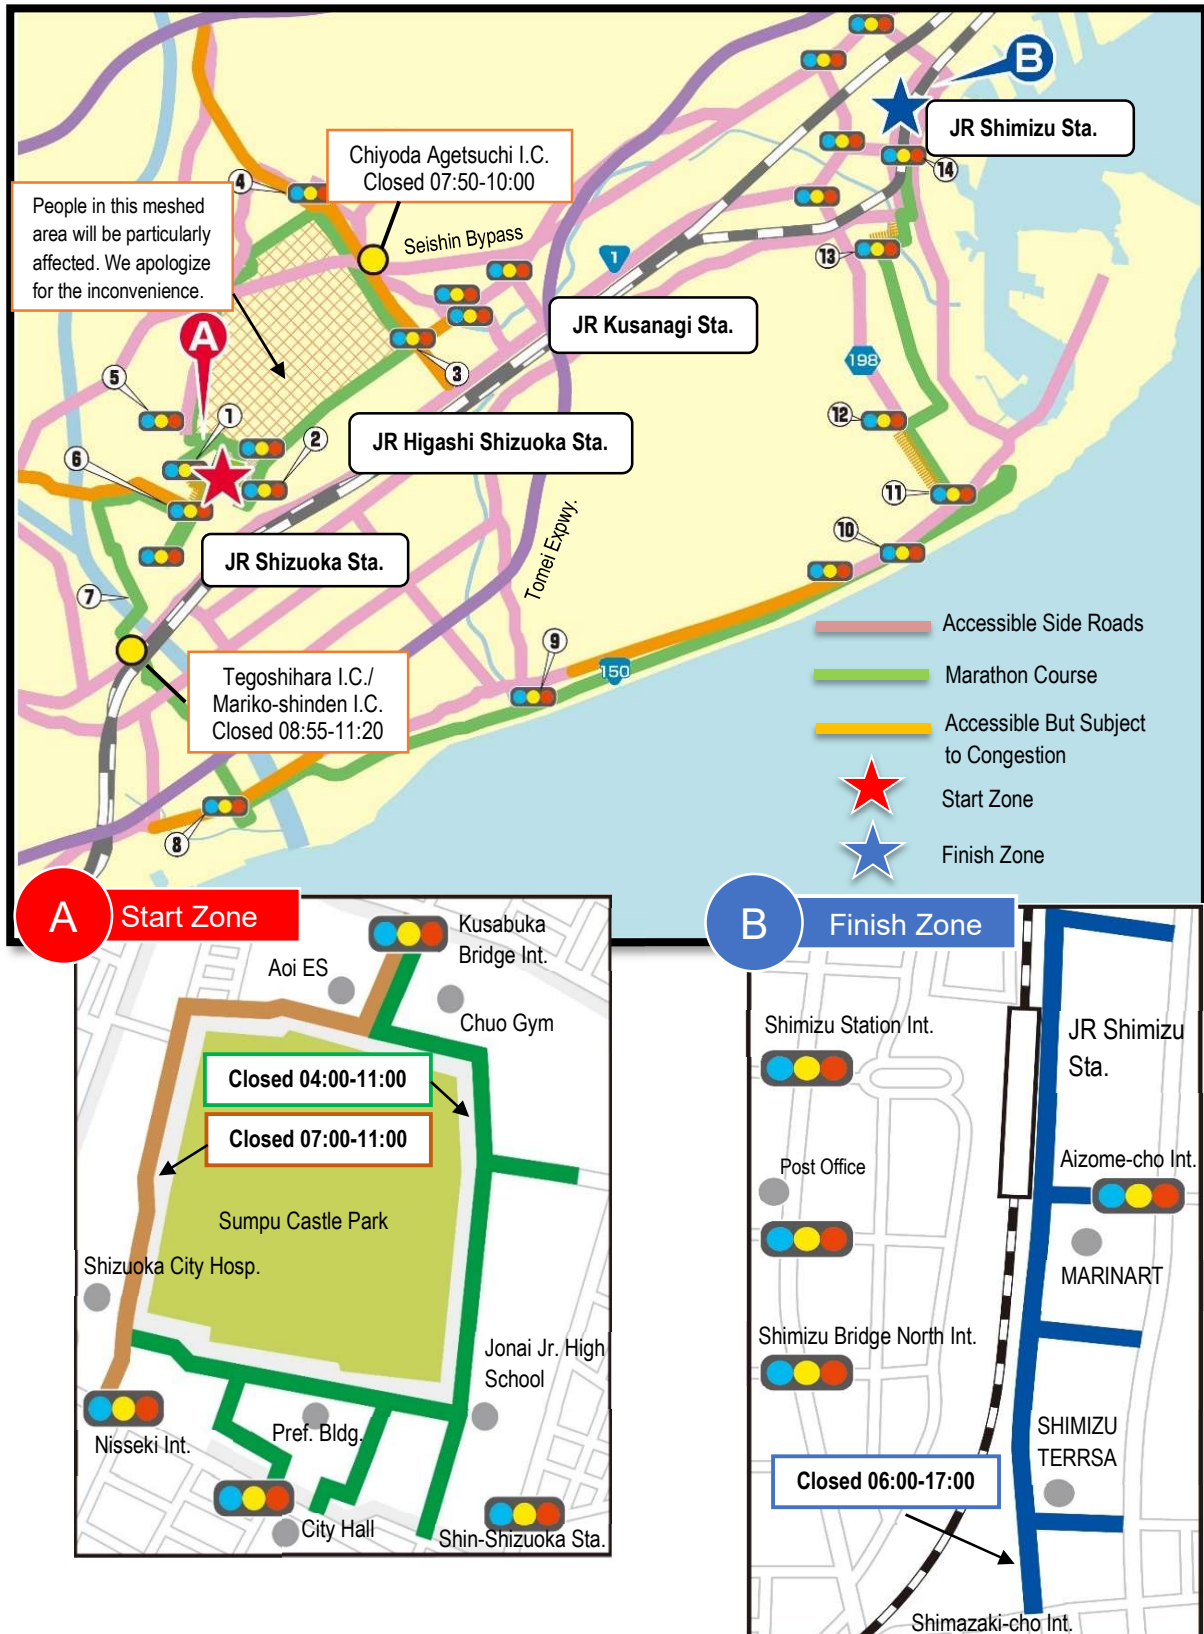 B
JR Shimizu Sta.
Chiyoda Agetsuchi I.C.
Closed 07:50-10:00
4
14
People in this meshed
area will be particularly
affected. We apologize
for the inconvenience.
Seishin Bypass
1
13
JR Kusanagi Sta.
A
3
198
5
1
2
12
JR Higashi Shizuoka Sta.
6
11
10
JR Shizuoka Sta.
Tomei Expwy.
7
9
150
Accessible Side Roads
Marathon Course
Accessible But Subject
to Congestion
Start Zone
Finish Zone
Tegoshihara I.C./
Mariko-shinden I.C.
Closed 08:55-11:20
8
A
Start Zone
Kusabuka
Bridge Int.
Aoi ES
Chuo Gym
Closed 04:00-11:00
Closed 07:00-11:00
Sumpu Castle Park
Shizuoka City Hosp.
Jonai Jr. High
School
Pref. Bldg.
Nisseki Int.
City Hall
Shin-Shizuoka Sta.
B
Finish Zone
Shimizu Station Int.
JR Shimizu
Sta.
Post Office
Aizome-cho Int.
MARINART
Shimizu Bridge North Int.
SHIMIZU
TERRSA
Closed 06:00-17:00
Shimazaki-cho Int.